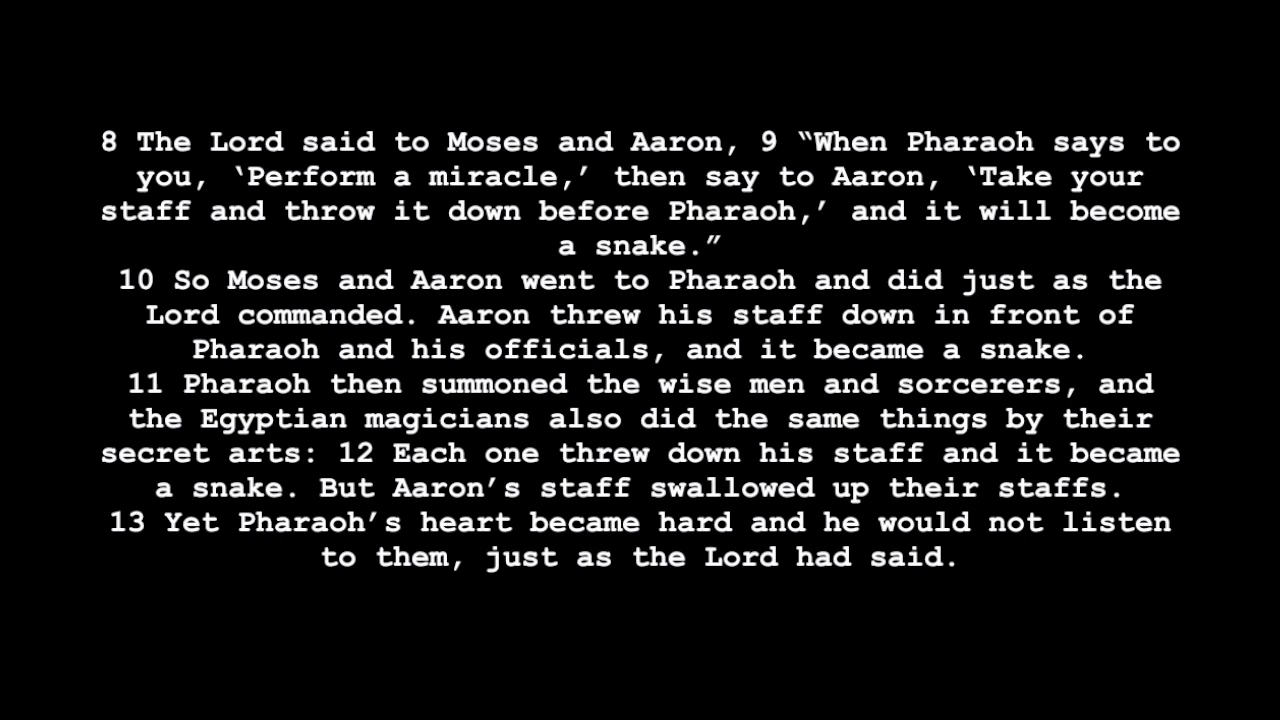 8 The Lord said to Moses and Aaron, 9 “When Pharaoh says to
you, ‘Perform a miracle,’ then say to Aaron, ‘Take your
staff and throw it down before Pharaoh,’ and it will become
a snake.”
10 So Moses and Aaron went to Pharaoh and did just as the
Lord commanded. Aaron threw his staff down in front of
Pharaoh and his officials, and it became a snake.
11 Pharaoh then summoned the wise men and sorcerers, and
the Egyptian magicians also did the same things by their
secret arts: 12 Each one threw down his staff and it became
a snake. But Aaron’s staff swallowed up their staffs.
13 Yet Pharaoh’s heart became hard and he would not listen
to them, just as the Lord had said.